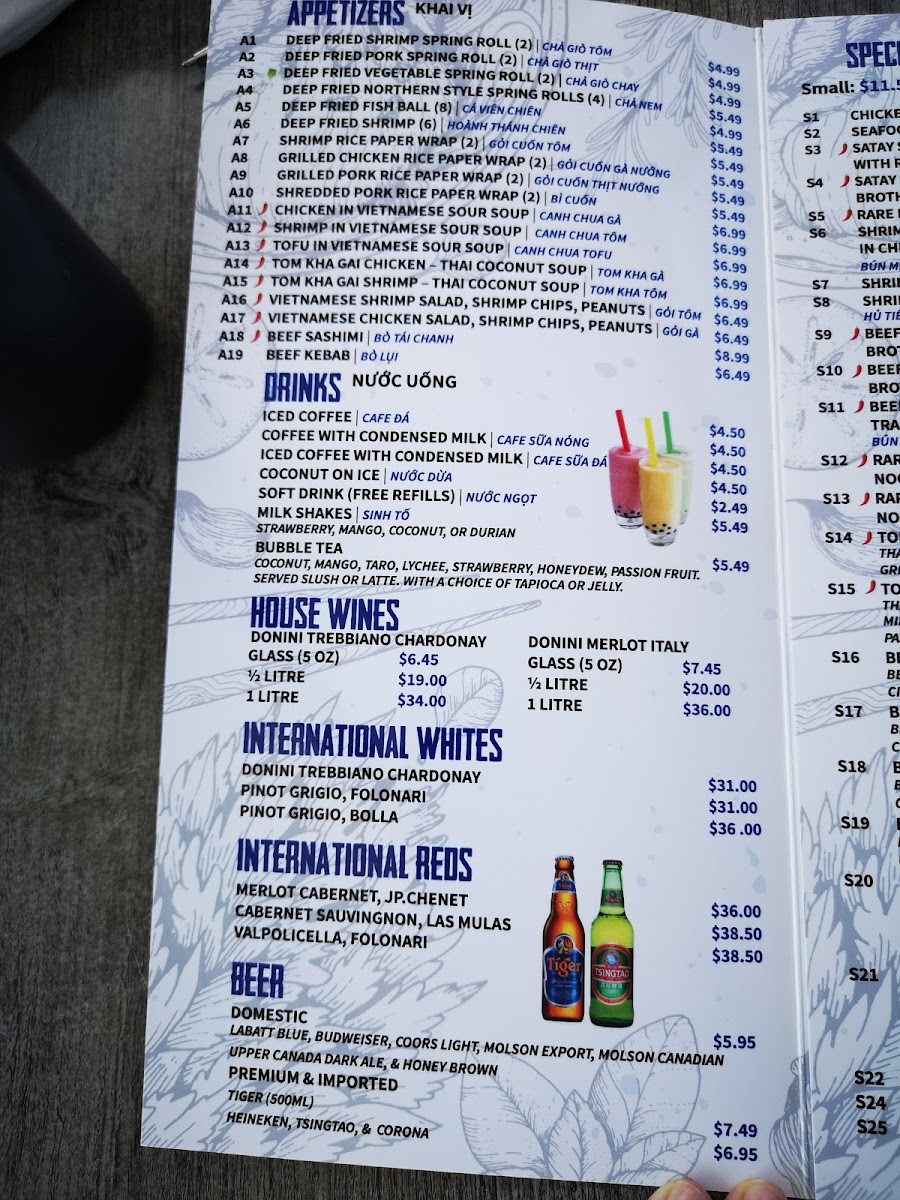 APPETIZERS KHAI VỊ
A1 DEEP FRIED SHRIMP SPRING ROLL (2) | CHẢ GIÒ TÔM $4.99
A2 DEEP FRIED PORK SPRING ROLL (2) | CHẢ GIÒ THỊT $4.99
A3 DEEP FRIED VEGETABLE SPRING ROLL (2) | CHẢ GIÒ CHAY $4.99
A4 DEEP FRIED NORTHERN STYLE SPRING ROLLS (4) | CHẢ NEM $5.49
A5 DEEP FRIED FISH BALL (8) | CÁ VIÊN CHIÊN $4.99
A6 DEEP FRIED SHRIMP (6) | HOÀNH THÁNH CHIÊN $5.49
A7 SHRIMP RICE PAPER WRAP (2) | GỎI CUỐN TÔM $5.49
A8 GRILLED CHICKEN RICE PAPER WRAP (2) | GỎI CUỐN GÀ NƯỚNG $5.49
A9 GRILLED PORK RICE PAPER WRAP (2) | GỎI CUỐN THỊT NƯỚNG $5.49
A10 SHREDDED PORK RICE PAPER WRAP (2) | BÌ CUỐN $5.49
A11 CHICKEN IN VIETNAMESE SOUR SOUP | CANH CHUA GÀ $6.99
A12 SHRIMP IN VIETNAMESE SOUR SOUP | CANH CHUA TÔM $6.99
A13 TOFU IN VIETNAMESE SOUR SOUP | CANH CHUA TOFU $6.99
A14 TOM KHA GAI CHICKEN – THAI COCONUT SOUP | TOM KHA GÀ $6.99
A15 TOM KHA GAI SHRIMP – THAI COCONUT SOUP | TOM KHA TÔM $6.99
A16 VIETNAMESE SHRIMP SALAD, SHRIMP CHIPS, PEANUTS | GỎI TÔM $6.49
A17 VIETNAMESE CHICKEN SALAD, SHRIMP CHIPS, PEANUTS | GỎI GÀ $6.49
A18 BEEF SASHIMI | BÒ TÁI CHANH $8.99
A19 BEEF KEBAB | BÒ LỤI $6.49
DRINKS NƯỚC UỐNG
ICED COFFEE | CAFE ĐÁ $4.50
COFFEE WITH CONDENSED MILK | CAFE SỮA NÓNG $4.50
ICED COFFEE WITH CONDENSED MILK | CAFE SỮA ĐÁ $4.50
COCONUT ON ICE | NƯỚC DỪA $4.50
SOFT DRINK (FREE REFILLS) | NƯỚC NGỌT $2.49
MILK SHAKES | SINH TỐ $5.49
STRAWBERRY, MANGO, COCONUT, OR DURIAN
BUBBLE TEA
COCONUT, MANGO, TARO, LYCHEE, STRAWBERRY, HONEYDEW, PASSION FRUIT. $5.49
SERVED SLUSH OR LATTE. WITH A CHOICE OF TAPIOCA OR JELLY.
HOUSE WINES
DONINI TREBBIANO CHARDONAY
GLASS (5 OZ) $6.45
½ LITRE $19.00
1 LITRE $34.00
DONINI MERLOT ITALY
GLASS (5 OZ) $7.45
½ LITRE $20.00
1 LITRE $36.00
INTERNATIONAL WHITES
DONINI TREBBIANO CHARDONAY $31.00
PINOT GRIGIO, FOLONARI $31.00
PINOT GRIGIO, BOLLA $36 .00
INTERNATIONAL REDS
MERLOT CABERNET, JP.CHENET $36.00
CABERNET SAUVINGNON, LAS MULAS $38.50
VALPOLICELLA, FOLONARI $38.50
Tiger
TSINGTAO
BEER
DOMESTIC $5.95
LABATT BLUE, BUDWEISER, COORS LIGHT, MOLSON EXPORT, MOLSON CANADIAN
UPPER CANADA DARK ALE, & HONEY BROWN
PREMIUM & IMPORTED
TIGER (500ML) $7.49
HEINEKEN, TSINGTAO, & CORONA $6.95
Small:
S1
S2
S3 SATAY
WITH
S4 SATAY
S5 RARE
S6
IN
BÚN
S7
S8
HỦ
S9 BEEF
S10
S11
S12
S13
S14
S15
S16
S17
S18
S19
S20
S21
S22
S24
S25